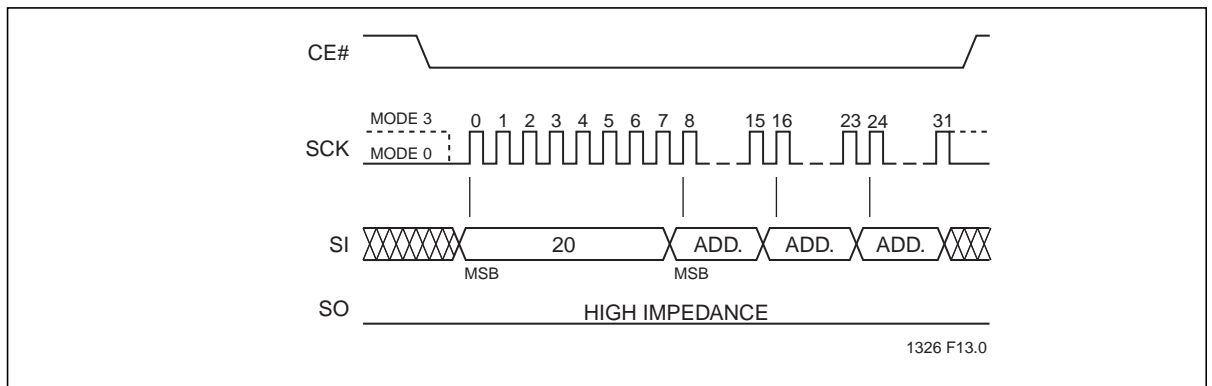 CE#
MODE 3
0 1 2 3 4 5 6 7 8 15 16 23 24 31
SCK
MODE 0
SI
20
ADD.
ADD.
ADD.
MSB
MSB
SO
HIGH IMPEDANCE
1326 F13.0